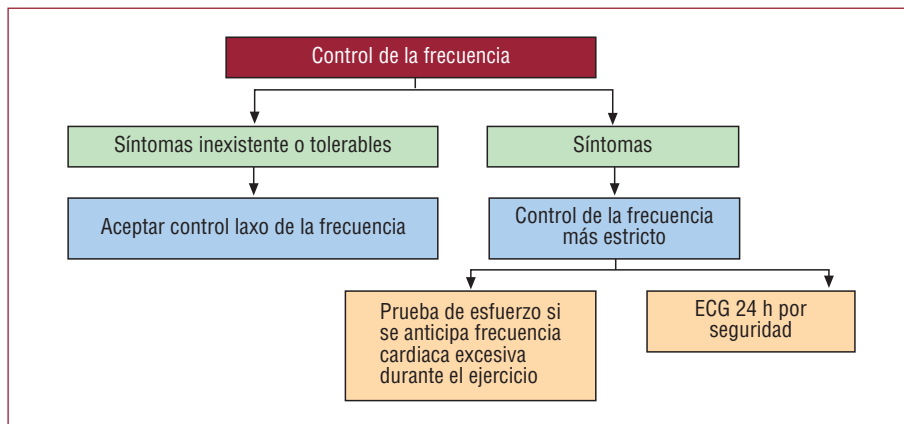 Control de la frecuencia
Síntomas inexistente o tolerables
Síntomas
Aceptar control laxo de la frecuencia
Control de la frecuencia
más estricto
Prueba de esfuerzo si
se anticipa frecuencia
cardiaca excesiva
durante el ejercicio
ECG 24 h por
seguridad